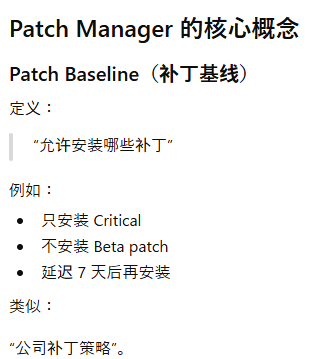 Patch Manager 的核心概念
Patch Baseline（补丁基线）
定义：
“允许安装哪些补丁”
例如：
• 只安装 Critical
• 不安装 Beta patch
• 延迟 7 天后再安装
类似：
“公司补丁策略”。